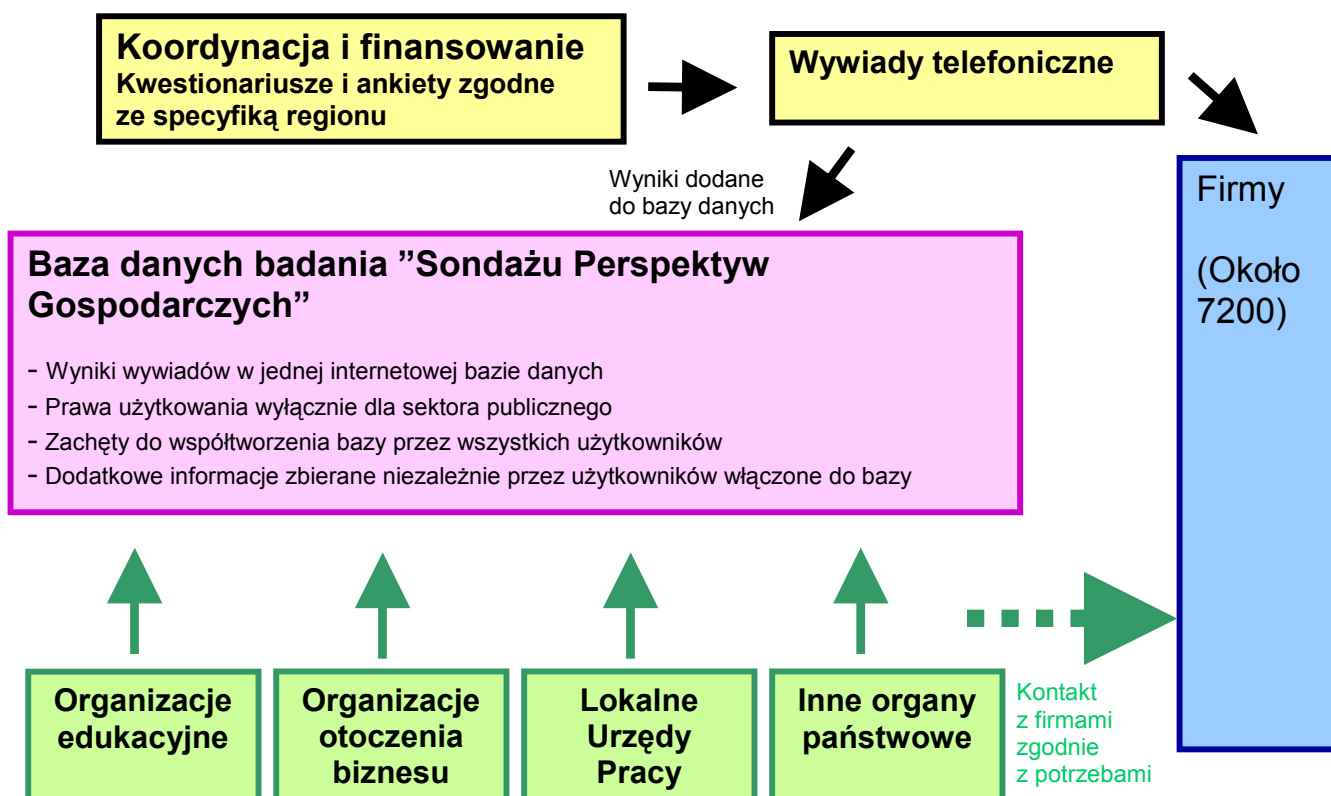 Koordynacja i finansowanie
Kwestionariusze i ankiety zgodne
ze specyfiką regionu
Wywiady telefoniczne
Wyniki dodane
do bazy danych
Firmy
(Około
7200)
Baza danych badania ”Sondażu Perspektyw
Gospodarczych”
- Wyniki wywiadów w jednej internetowej bazie danych
- Prawa użytkowania wyłącznie dla sektora publicznego
- Zachęty do współtworzenia bazy przez wszystkich użytkowników
- Dodatkowe informacje zbierane niezależnie przez użytkowników włączone do bazy
Organizacje
edukacyjne
Organizacje
otoczenia
biznesu
Lokalne
Urzędy
Pracy
Inne organy
państwowe
Kontakt
z firmami
zgodnie
z potrzebami